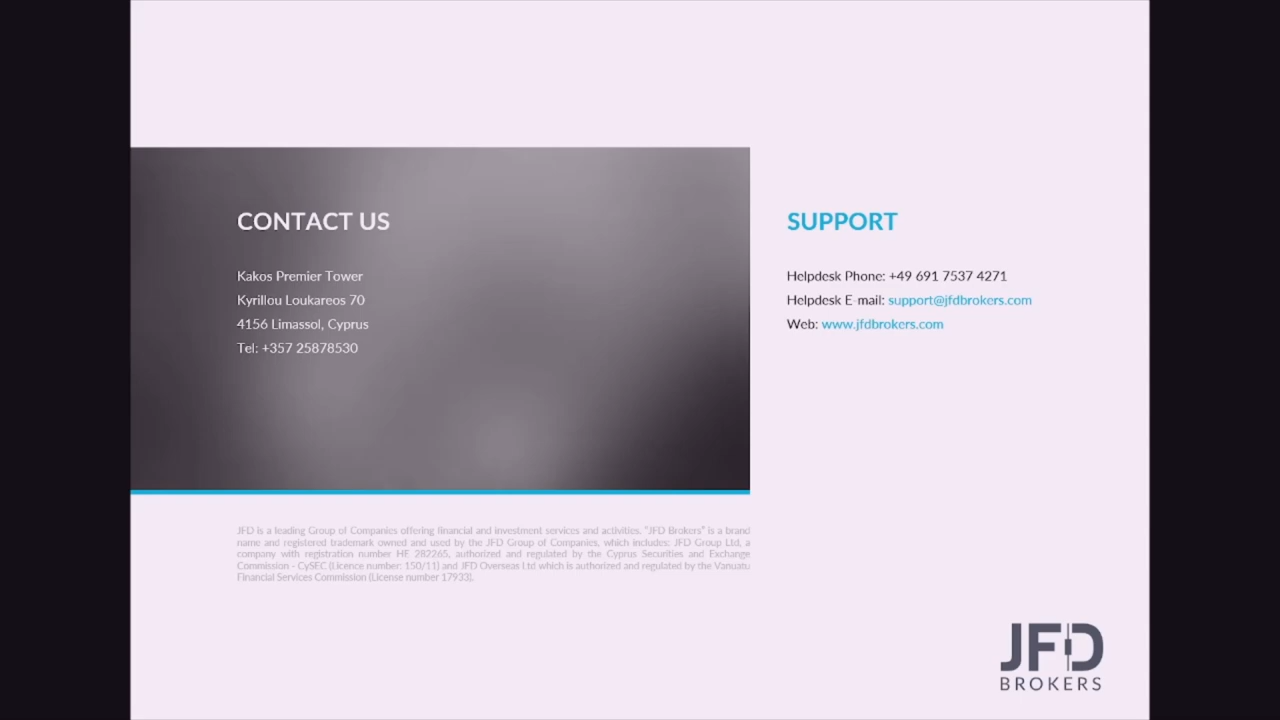 CONTACT US
Kakos Premier Tower
Kyrillou Loukareos 70
4156 Limassol, Cyprus
Tel: +357 25878530
SUPPORT
Helpdesk Phone: +49 691 7537 4271
Helpdesk E-mail: support@jfdbrokers.com
Web: www.jfdbrokers.com
JFD is a leading Group of Companies offering financial and investment services and activities. "JFD Brokers" is a brand
name and registered trademark owned and used by the JFD Group of Companies, which includes: JFD Group Ltd, a
company with registration number HE 282265, authorized and regulated by the Cyprus Securities and Exchange
Commission - CySEC (Licence number: 150/11) and JFD Overseas Ltd which is authorized and regulated by the Vanuatu
Financial Services Commission (License number 17933).
JFD
BROKERS